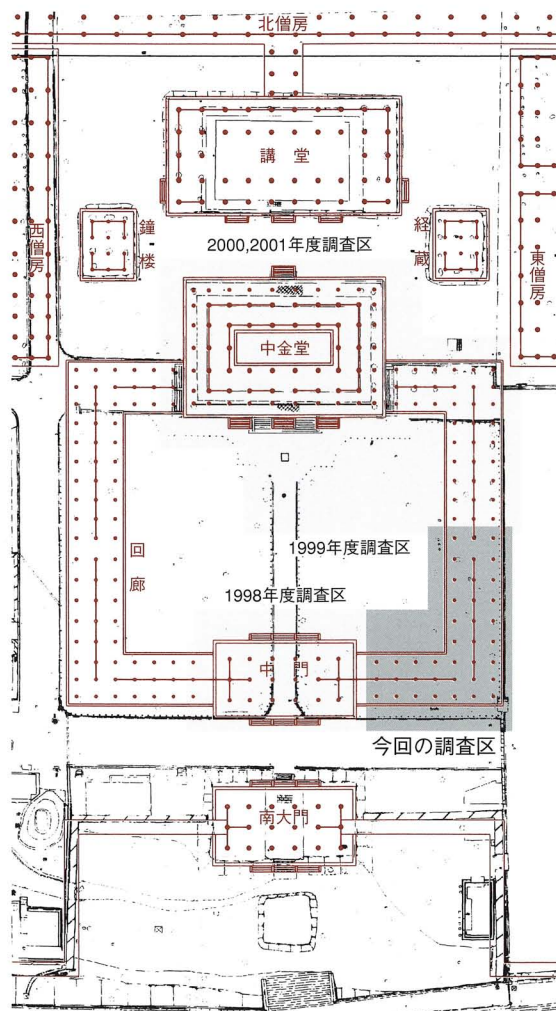 北僧房
講 堂
鐘楼
経蔵
西僧房
東僧房
2000,2001年度調査区
中金堂
回廊
1999年度調査区
1998年度調査区
中 門
今回の調査区
南大門